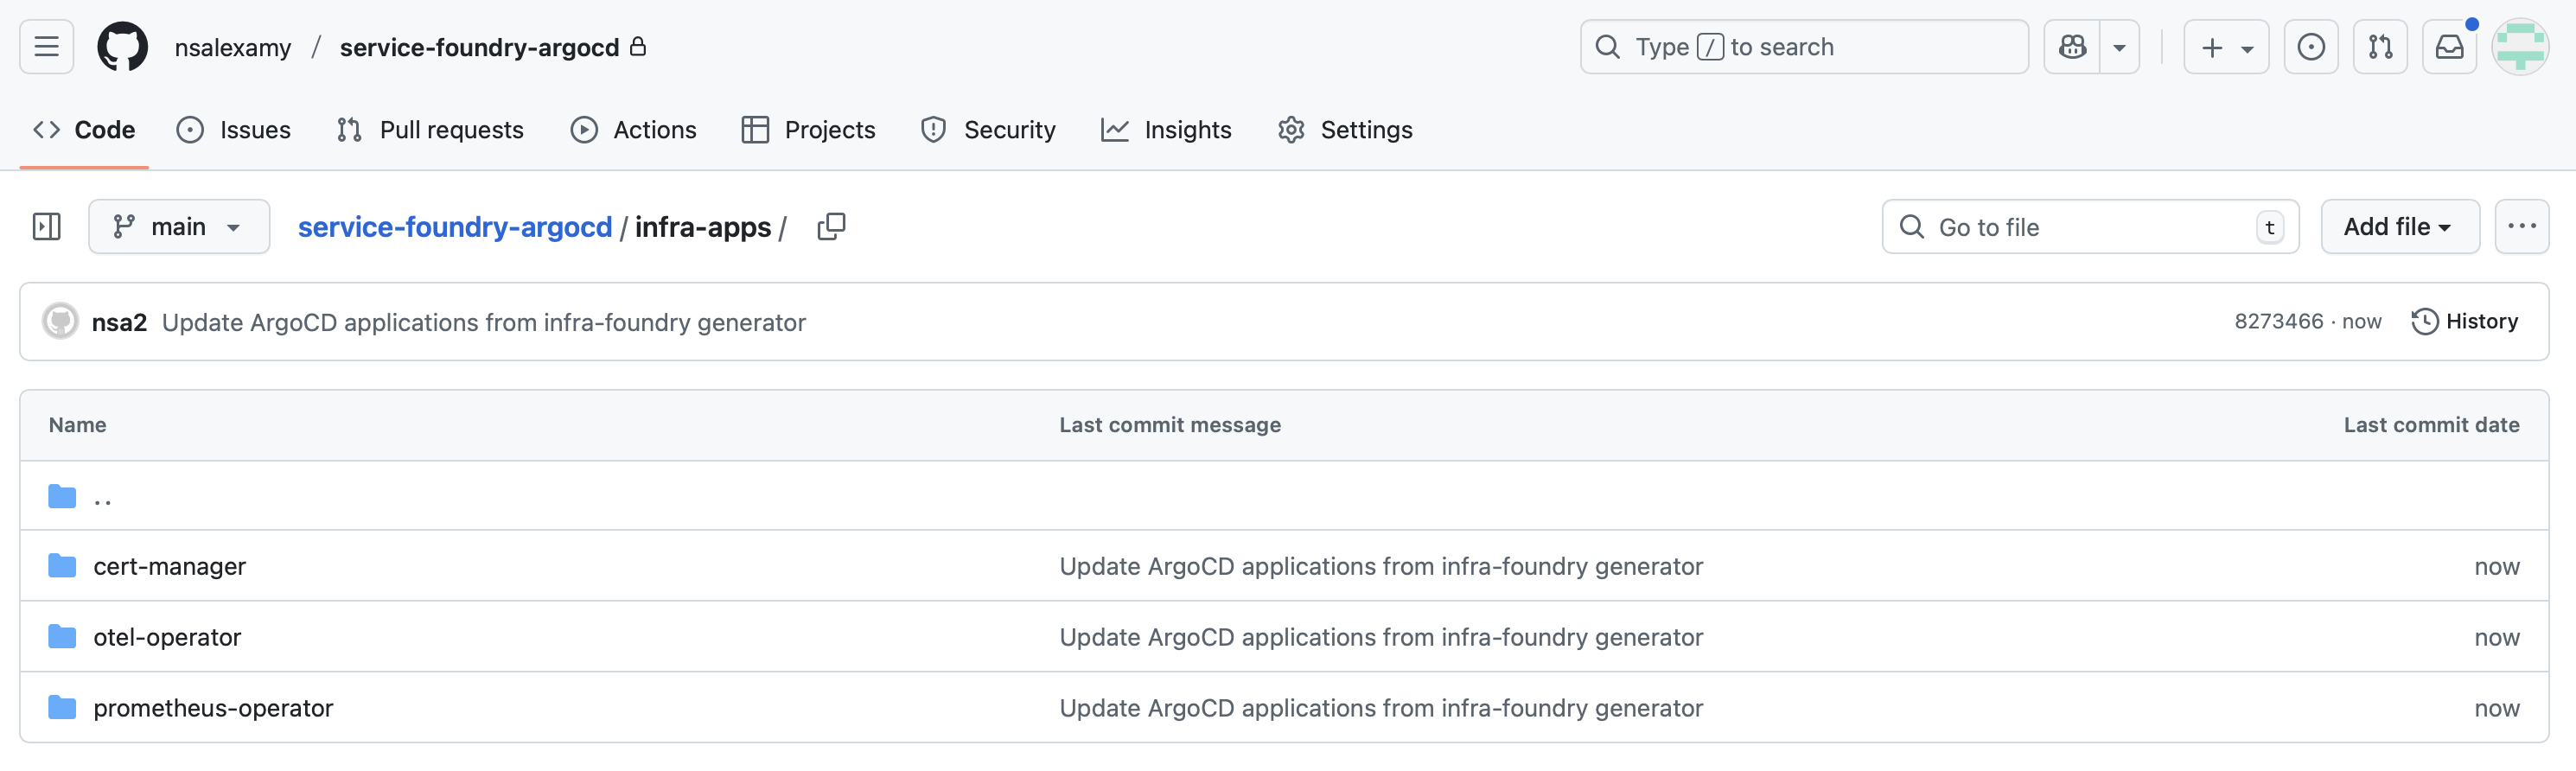 nsalexamy / service-foundry-argocd Type / to search
Code Issues Pull requests Actions Projects Security Insights Settings
main service-foundry-argocd / infra-apps / Go to file t Add file
nsa2 Update ArgoCD applications from infra-foundry generator 8273466 · now History
Name Last commit message Last commit date
..
cert-manager Update ArgoCD applications from infra-foundry generator now
otel-operator Update ArgoCD applications from infra-foundry generator now
prometheus-operator Update ArgoCD applications from infra-foundry generator now